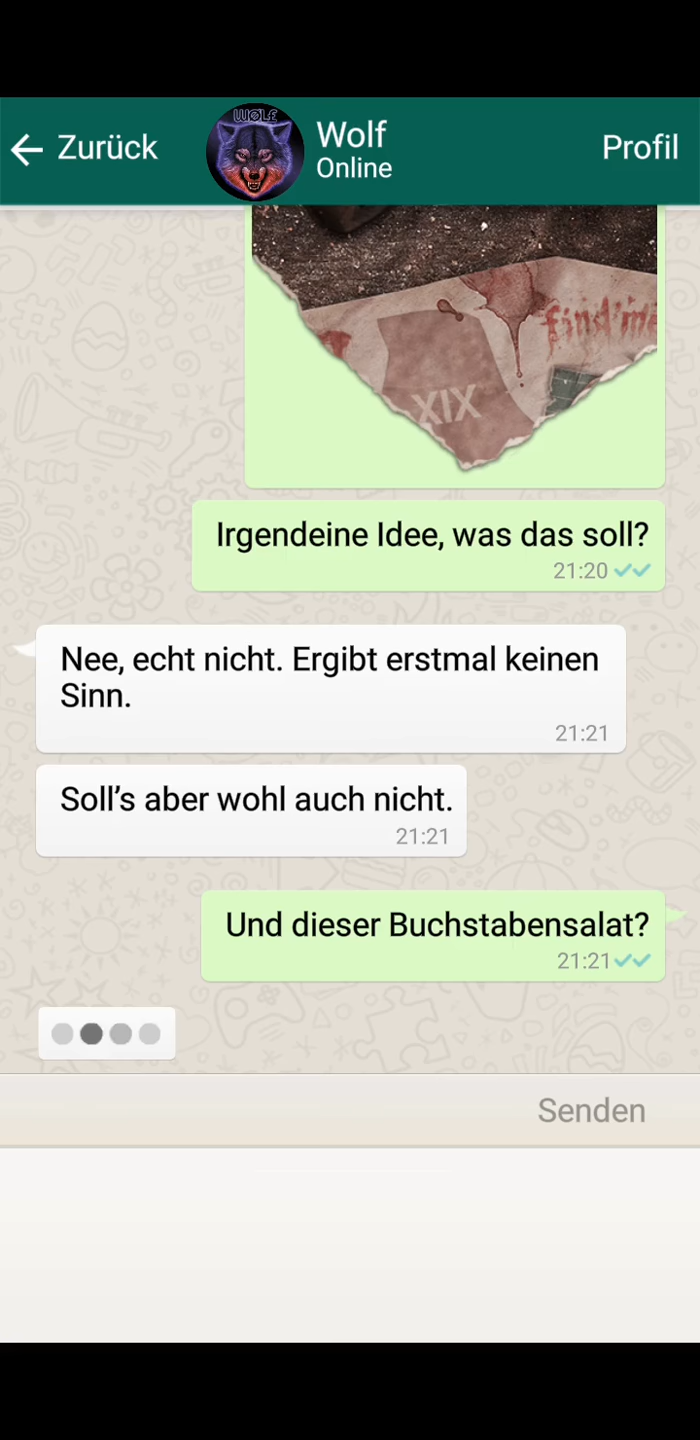 Zurück
WØLF
Wolf
Online
Profil
find me
XIX
Irgendeine Idee, was das soll?
21:20
Nee, echt nicht. Ergibt erstmal keinen
Sinn.
21:21
Soll’s aber wohl auch nicht.
21:21
Und dieser Buchstabensalat?
21:21
Senden